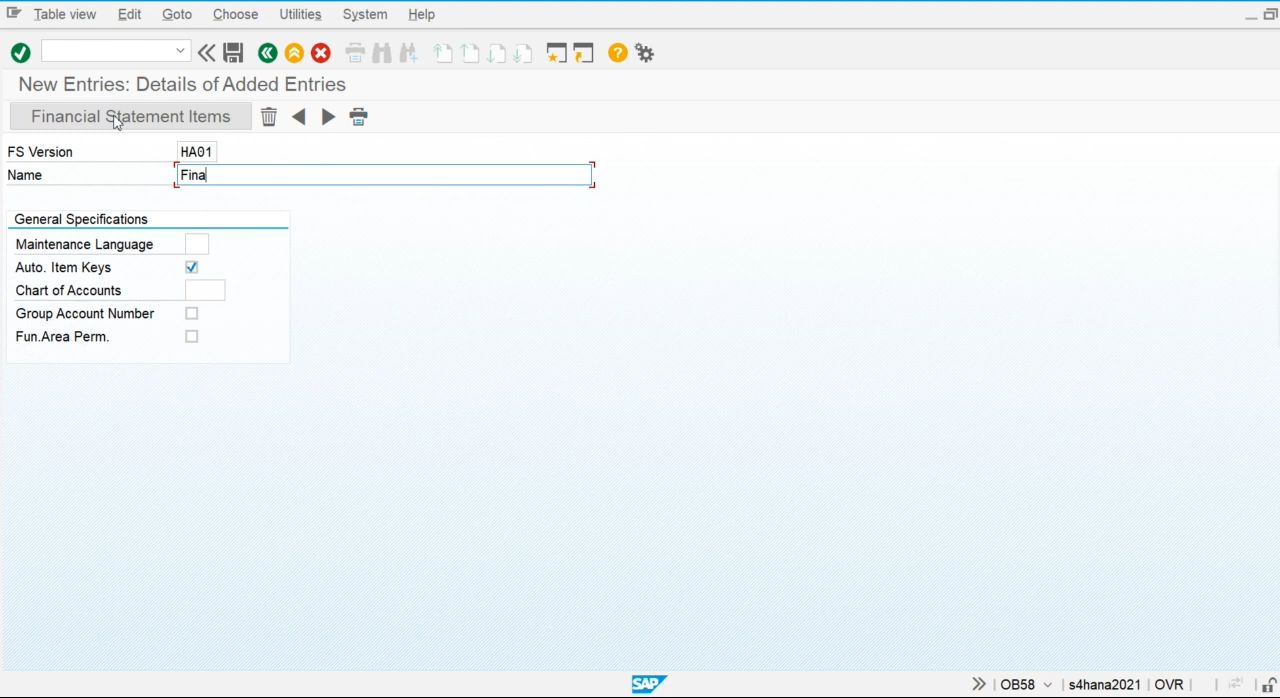 Table view Edit Goto Choose Utilities System Help
New Entries: Details of Added Entries
Financial Statement Items
FS Version HA01
Name Fina
General Specifications
Maintenance Language
Auto. Item Keys
Chart of Accounts
Group Account Number
Fun.Area Perm.
SAP OB58 s4hana2021 OVR